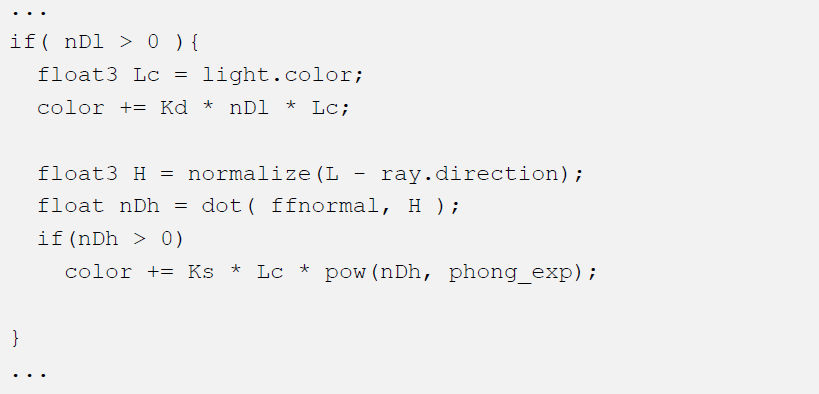 ...
if( nDl > 0 ){
  float3 Lc = light.color;
  color += Kd * nDl * Lc;

  float3 H = normalize(L - ray.direction);
  float nDh = dot( ffnormal, H );
  if(nDh > 0)
    color += Ks * Lc * pow(nDh, phong_exp);

}
...